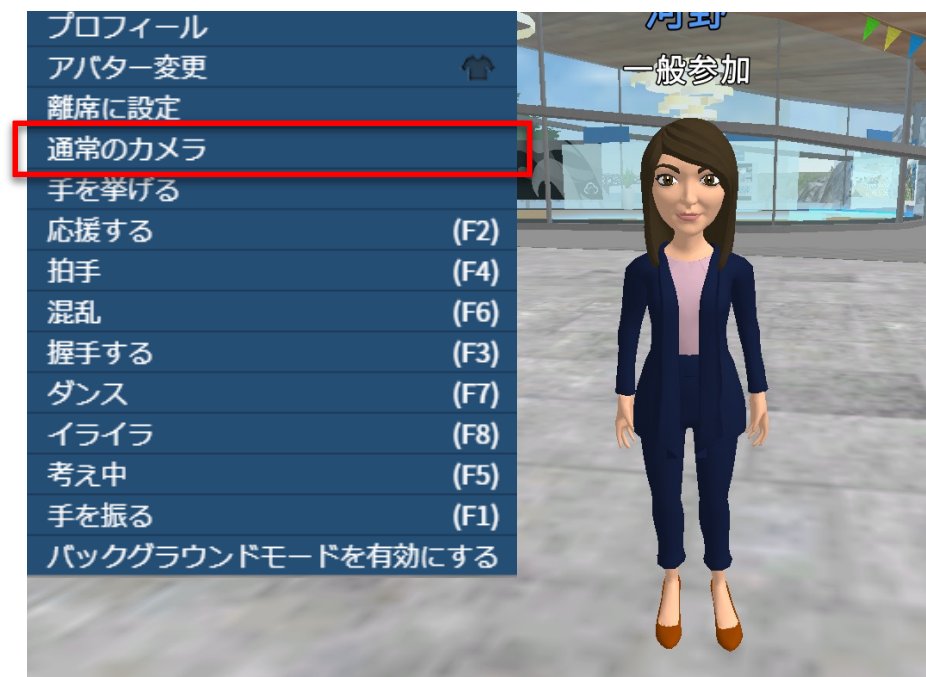 プロフィール
アバター変更
離席に設定
通常のカメラ
手を挙げる
応援する (F2)
拍手 (F4)
混乱 (F6)
握手する (F3)
ダンス (F7)
イライラ (F8)
考え中 (F5)
手を振る (F1)
バックグラウンドモードを有効にする
河野
一般参加